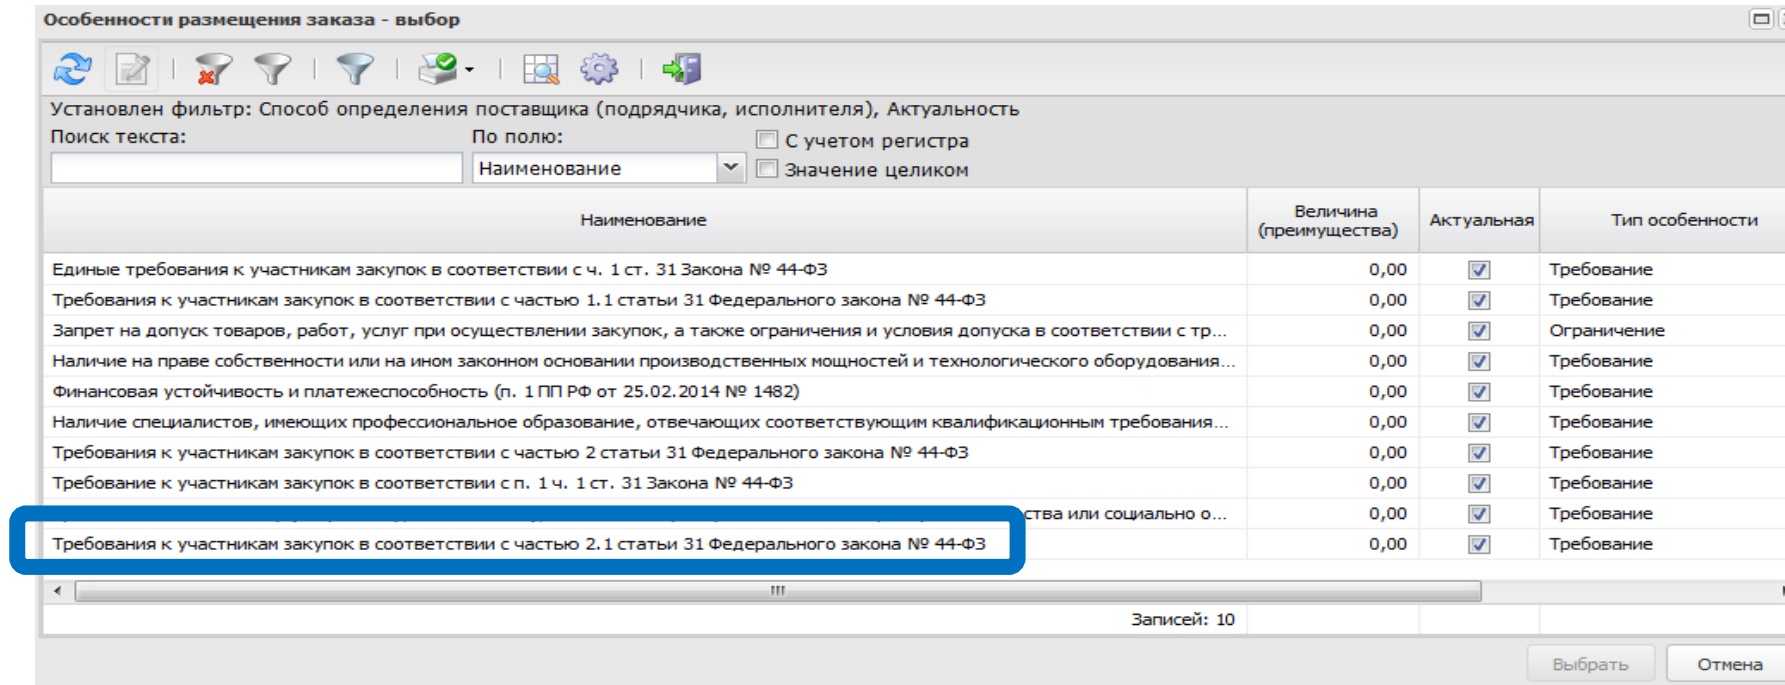 Особенности размещения заказа - выбор
Установлен фильтр: Способ определения поставщика (подрядчика, исполнителя), Актуальность
Поиск текста: По полю: С учетом регистра
Наименование Значение целиком
Наименование Величина (преимущества) Актуальная Тип особенности
Единые требования к участникам закупок в соответствии с ч. 1 ст. 31 Закона № 44-ФЗ 0,00 Требование
Требования к участникам закупок в соответствии с частью 1.1 статьи 31 Федерального закона № 44-ФЗ 0,00 Требование
Запрет на допуск товаров, работ, услуг при осуществлении закупок, а также ограничения и условия допуска в соответствии с тр... 0,00 Ограничение
Наличие на праве собственности или на ином законном основании производственных мощностей и технологического оборудования... 0,00 Требование
Финансовая устойчивость и платежеспособность (п. 1 ПП РФ от 25.02.2014 № 1482) 0,00 Требование
Наличие специалистов, имеющих профессиональное образование, отвечающих соответствующим квалификационным требования... 0,00 Требование
Требования к участникам закупок в соответствии с частью 2 статьи 31 Федерального закона № 44-ФЗ 0,00 Требование
Требование к участникам закупок в соответствии с п. 1 ч. 1 ст. 31 Закона № 44-ФЗ 0,00 Требование
или социально о... 0,00 Требование
Требования к участникам закупок в соответствии с частью 2.1 статьи 31 Федерального закона № 44-ФЗ 0,00 Требование
Записей: 10
Выбрать Отмена